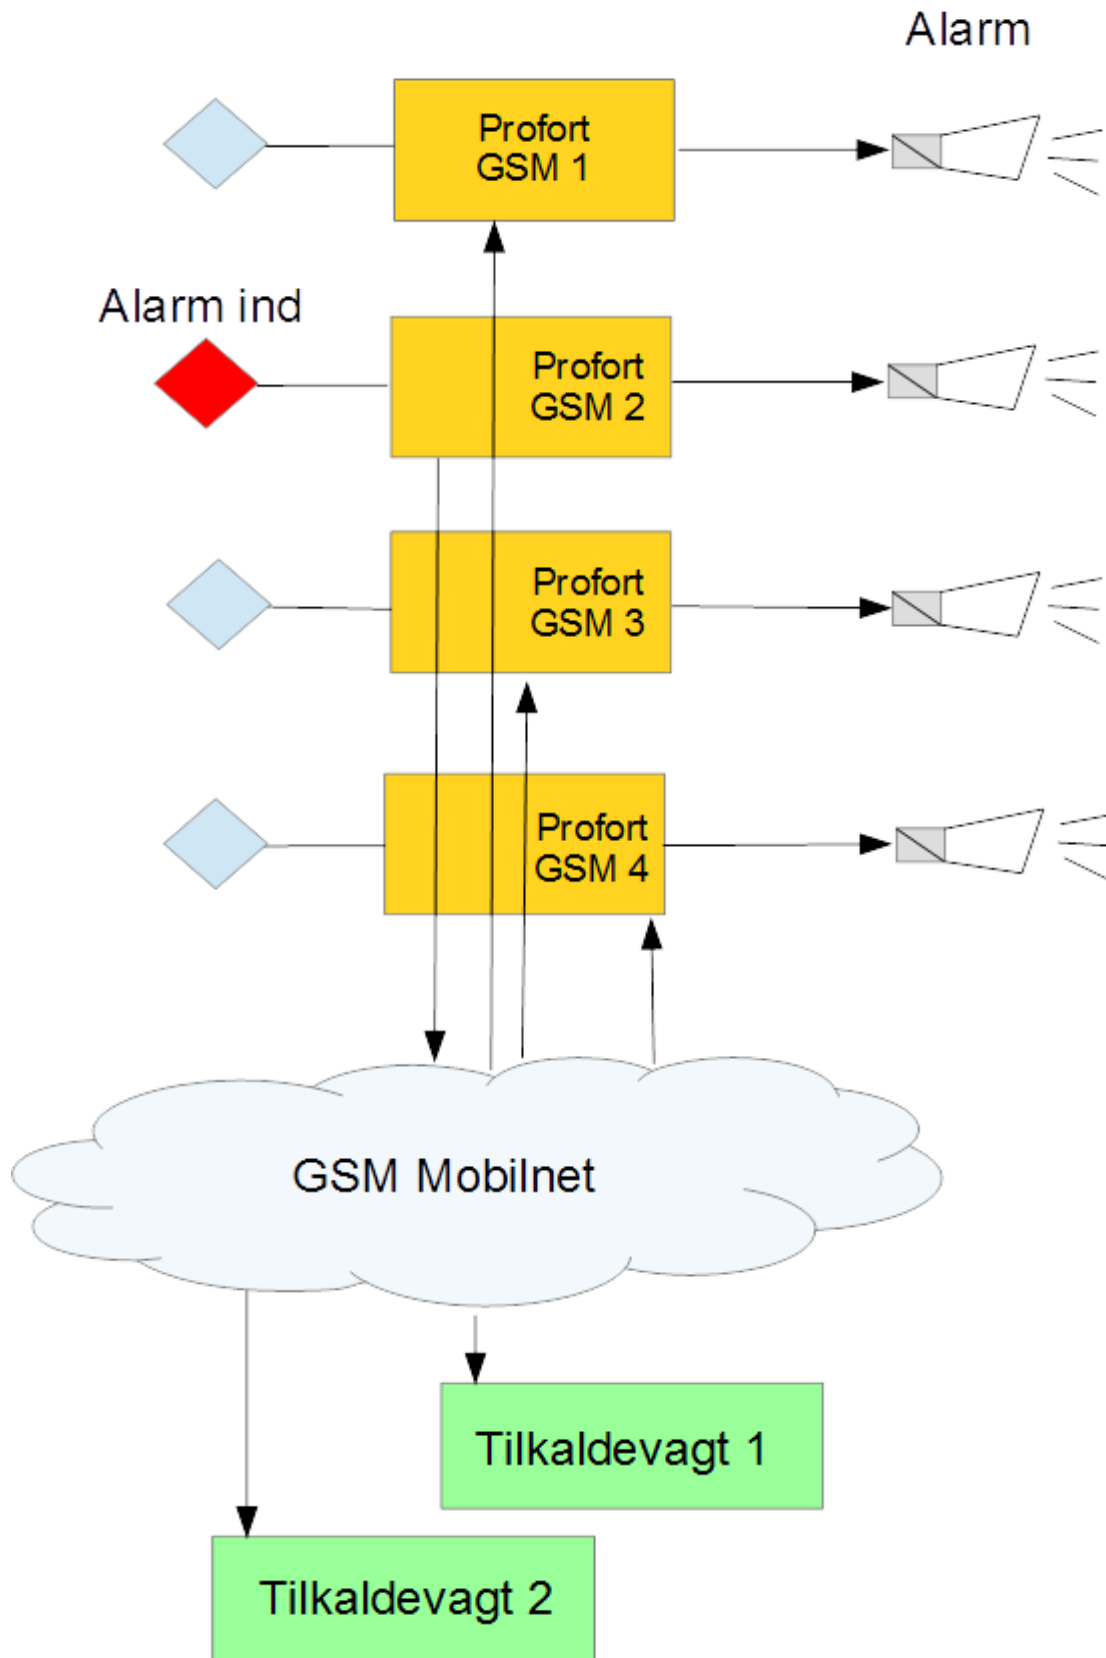 Alarm
Profort
GSM 1
Alarm ind
Profort
GSM 2
Profort
GSM 3
Profort
GSM 4
GSM Mobilnet
Tilkaldevagt 1
Tilkaldevagt 2